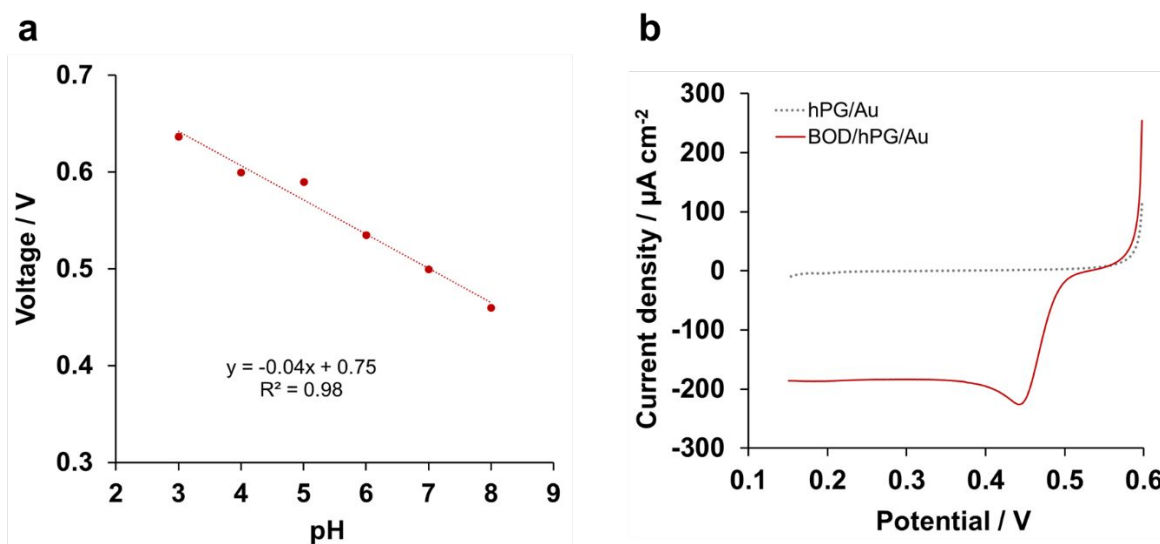 a
0.7
0.6
0.5
0.4
0.3
Voltage / V
y = -0.04x + 0.75
R² = 0.98
2 3 4 5 6 7 8 9
pH
b
300
200
100
0
-100
-200
-300
Current density / µA cm⁻²
hPG/Au
BOD/hPG/Au
0.1 0.2 0.3 0.4 0.5 0.6
Potential / V